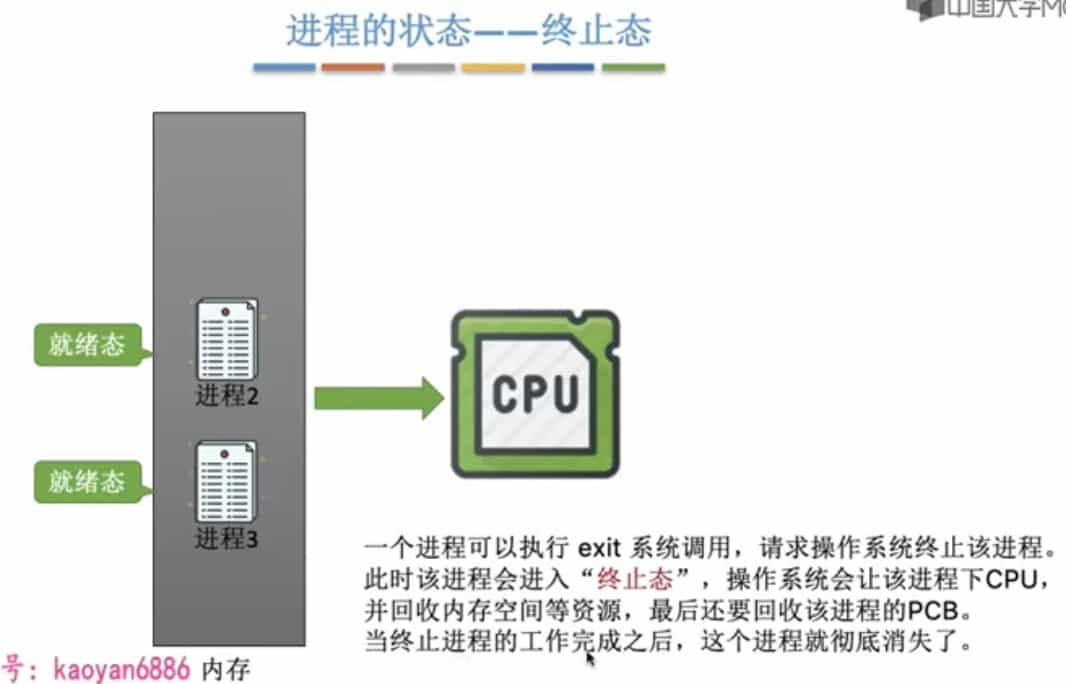 中国大学MO
进程的状态——终止态
就绪态
进程2
CPU
就绪态
进程3
一个进程可以执行 exit 系统调用，请求操作系统终止该进程。
此时该进程会进入“终止态”，操作系统会让该进程下CPU，
并回收内存空间等资源，最后还要回收该进程的PCB。
当终止进程的工作完成之后，这个进程就彻底消失了。
号：kaoyan6886 内存